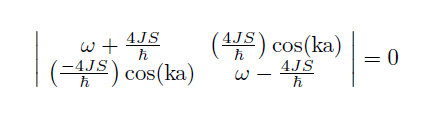 | ω + 4JS/ħ (4JS/ħ) cos(ka) |
| (−4JS/ħ) cos(ka) ω − 4JS/ħ | = 0